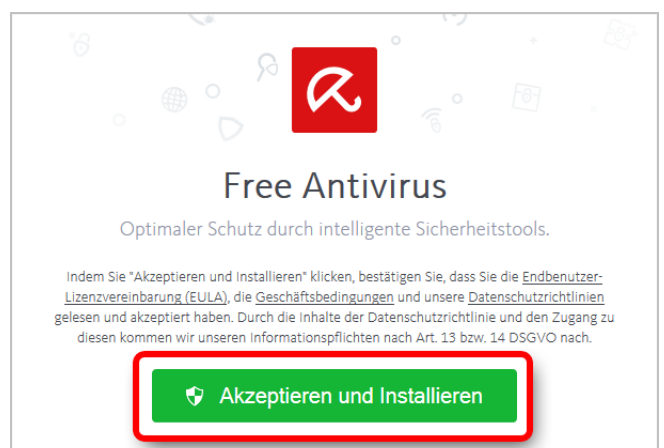 Free Antivirus
Optimaler Schutz durch intelligente Sicherheitstools.
Indem Sie "Akzeptieren und Installieren" klicken, bestätigen Sie, dass Sie die Endbenutzer-
Lizenzvereinbarung (EULA), die Geschäftsbedingungen und unsere Datenschutzrichtlinien
gelesen und akzeptiert haben. Durch die Inhalte der Datenschutzrichtlinie und den Zugang zu
diesen kommen wir unseren Informationspflichten nach Art. 13 bzw. 14 DSGVO nach.
Akzeptieren und Installieren